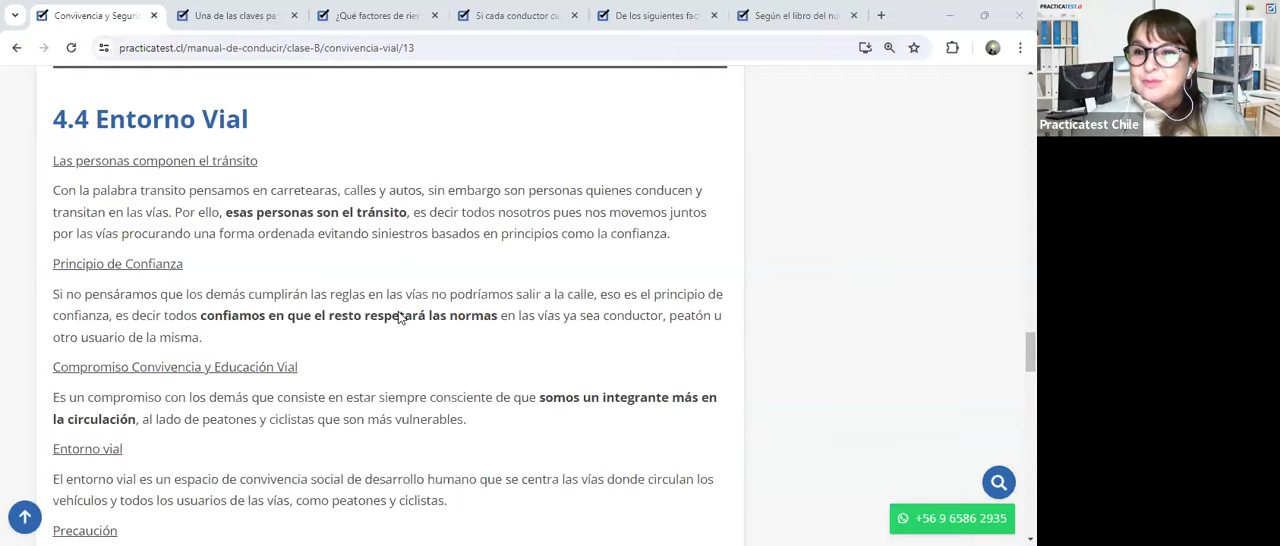 Convivencia y Seguri
Una de las claves pa
¿Qué factores de ries
Si cada conductor cu
De los siguientes fac
Según el libro del nu
practicatest.cl/manual-de-conducir/clase-B/convivencia-vial/13
PRACTICATEST.cl
Practicatest Chile
4.4 Entorno Vial
Las personas componen el tránsito
Con la palabra transito pensamos en carretearas, calles y autos, sin embargo son personas quienes conducen y
transitan en las vías. Por ello, esas personas son el tránsito, es decir todos nosotros pues nos movemos juntos
por las vías procurando una forma ordenada evitando siniestros basados en principios como la confianza.
Principio de Confianza
Si no pensáramos que los demás cumplirán las reglas en las vías no podríamos salir a la calle, eso es el principio de
confianza, es decir todos confiamos en que el resto respetará las normas en las vías ya sea conductor, peatón u
otro usuario de la misma.
Compromiso Convivencia y Educación Vial
Es un compromiso con los demás que consiste en estar siempre consciente de que somos un integrante más en
la circulación, al lado de peatones y ciclistas que son más vulnerables.
Entorno vial
El entorno vial es un espacio de convivencia social de desarrollo humano que se centra las vías donde circulan los
vehículos y todos los usuarios de las vías, como peatones y ciclistas.
Precaución
+56 9 6586 2935